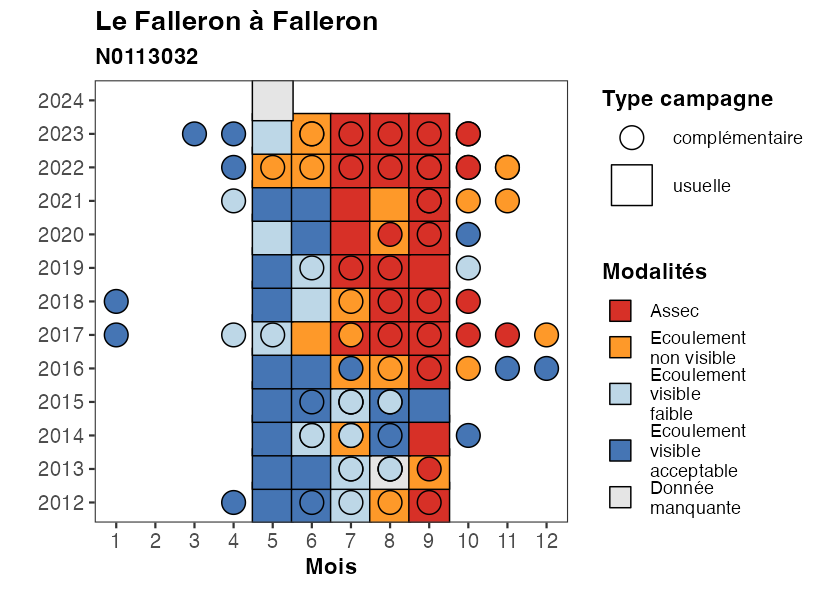 Le Falleron à Falleron
N0113032
2024
2023
2022
2021
2020
2019
2018
2017
2016
2015
2014
2013
2012
1 2 3 4 5 6 7 8 9 10 11 12
Mois
Type campagne
complémentaire
usuelle
Modalités
Assec
Ecoulement
non visible
Ecoulement
visible
faible
Ecoulement
visible
acceptable
Donnée
manquante